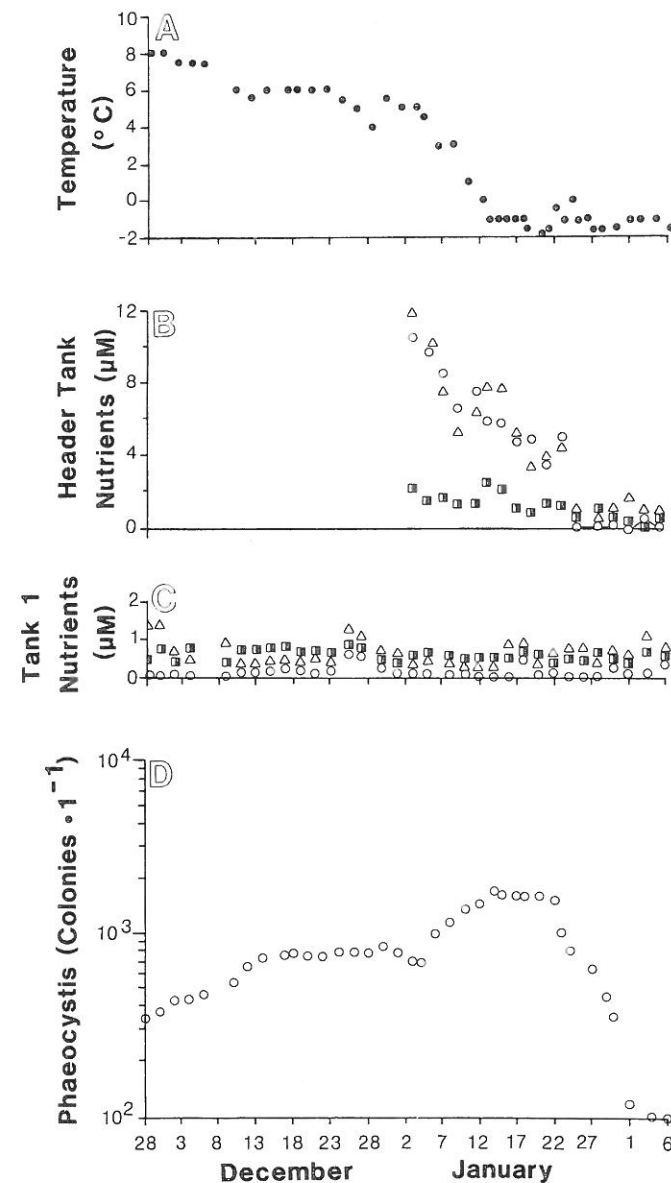 A
Temperature
(°C)
10
8
6
4
2
0
-2
B
Header Tank
Nutrients (μM)
12
8
4
0
C
Tank 1
Nutrients
(μM)
2
1
0
D
Phaeocystis (Colonies • 1⁻¹)
10⁴
10³
10²
28 3 8 13 18 23 28 2 7 12 17 22 27 1 6
December January